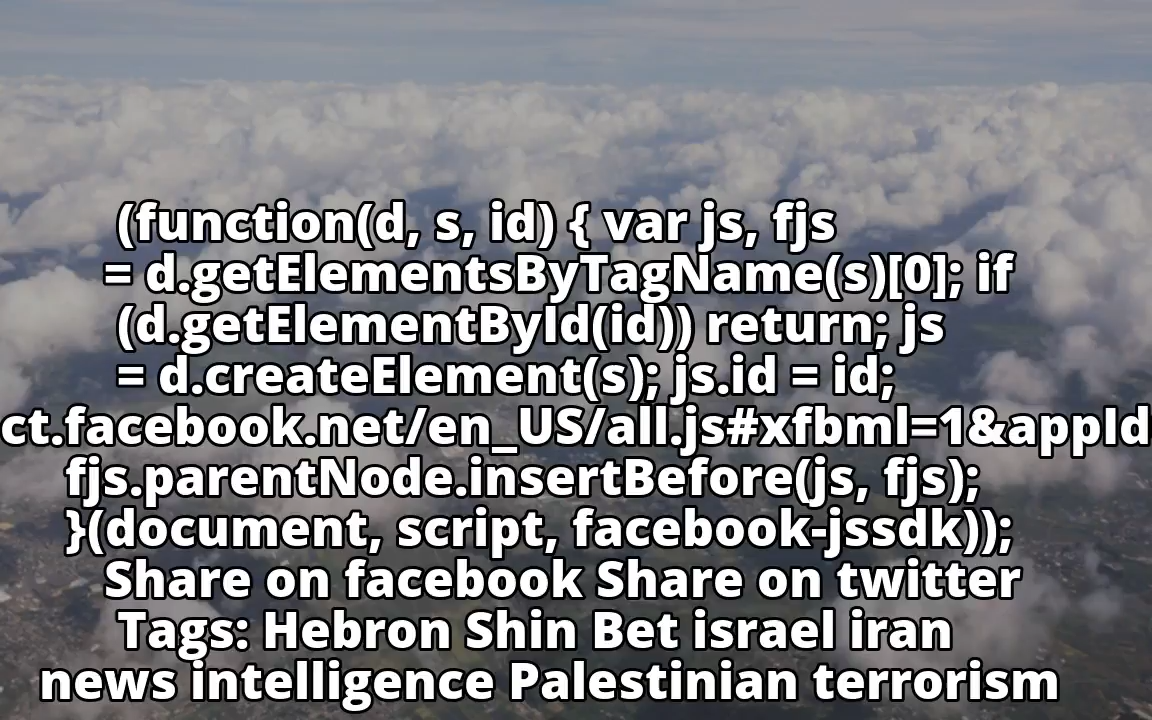 (function(d, s, id) { var js, fjs
= d.getElementsByTagName(s)[0]; if
(d.getElementById(id)) return; js
= d.createElement(s); js.id = id;
ct.facebook.net/en_US/all.js#xfbml=1&appId
fjs.parentNode.insertBefore(js, fjs);
}(document, script, facebook-jssdk));
Share on facebook Share on twitter
Tags: Hebron Shin Bet israel iran
news intelligence Palestinian terrorism